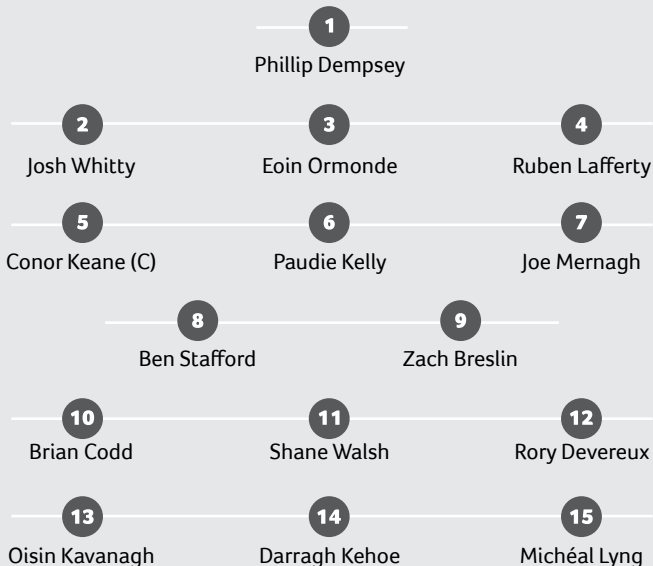 1
Phillip Dempsey
2 3 4
Josh Whitty Eoin Ormonde Ruben Lafferty
5 6 7
Conor Keane (C) Paudie Kelly Joe Mernagh
8 9
Ben Stafford Zach Breslin
10 11 12
Brian Codd Shane Walsh Rory Devereux
13 14 15
Oisin Kavanagh Darragh Kehoe Michéal Lyng